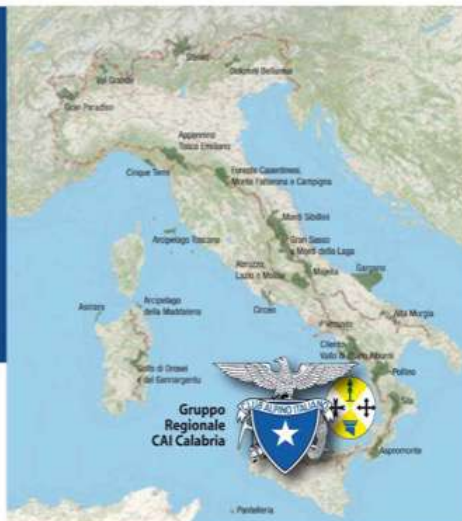 Stelvio
Val Grande
Dolomiti Bellunesi
Gran Paradiso
Appennino
Tosco Emiliano
Cinque Terre
Foreste Casentinesi,
Monte Falterona e Campigna
Monti Sibillini
Arcipelago Toscano
Gran Sasso
e Monti della Laga
Abruzzo,
Lazio e Molise
Majella
Gargano
Asinara
Arcipelago
della Maddalena
Circeo
Alta Murgia
Vesuvio
Cilento
Vallo di Diano Alburni
Golfo di Orosei
e del Gennargentu
Pollino
Sila
Gruppo
Regionale
CAI Calabria
CLUB ALPINO ITALIANO
Aspromonte
Pantelleria